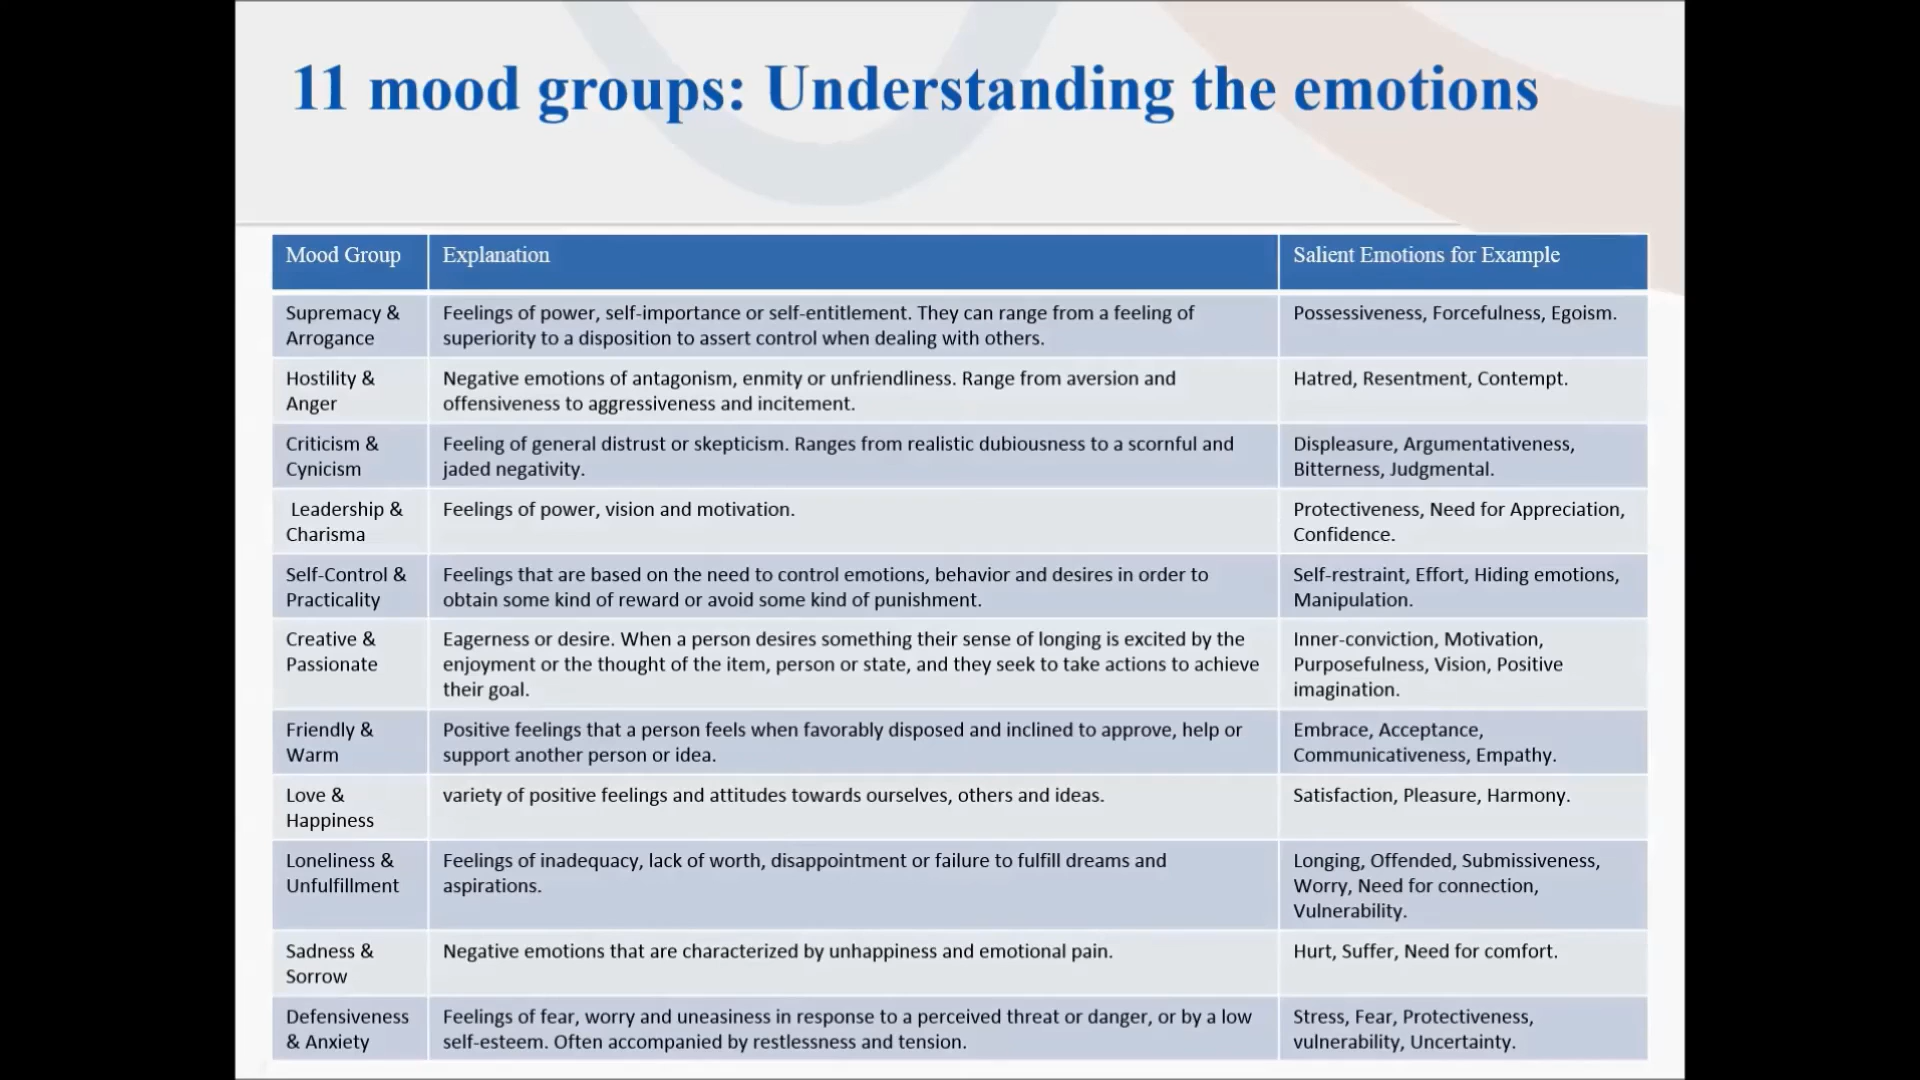 11 mood groups: Understanding the emotions
Mood Group
Explanation
Salient Emotions for Example
Supremacy &
Arrogance
Feelings of power, self-importance or self-entitlement. They can range from a feeling of
superiority to a disposition to assert control when dealing with others.
Possessiveness, Forcefulness, Egoism.
Hostility &
Anger
Negative emotions of antagonism, enmity or unfriendliness. Range from aversion and
offensiveness to aggressiveness and incitement.
Hatred, Resentment, Contempt.
Criticism &
Cynicism
Feeling of general distrust or skepticism. Ranges from realistic dubiousness to a scornful and
jaded negativity.
Displeasure, Argumentativeness,
Bitterness, Judgmental.
Leadership &
Charisma
Feelings of power, vision and motivation.
Protectiveness, Need for Appreciation,
Confidence.
Self-Control &
Practicality
Feelings that are based on the need to control emotions, behavior and desires in order to
obtain some kind of reward or avoid some kind of punishment.
Self-restraint, Effort, Hiding emotions,
Manipulation.
Creative &
Passionate
Eagerness or desire. When a person desires something their sense of longing is excited by the
enjoyment or the thought of the item, person or state, and they seek to take actions to achieve
their goal.
Inner-conviction, Motivation,
Purposefulness, Vision, Positive
imagination.
Friendly &
Warm
Positive feelings that a person feels when favorably disposed and inclined to approve, help or
support another person or idea.
Embrace, Acceptance,
Communicativeness, Empathy.
Love &
Happiness
variety of positive feelings and attitudes towards ourselves, others and ideas.
Satisfaction, Pleasure, Harmony.
Loneliness &
Unfulfillment
Feelings of inadequacy, lack of worth, disappointment or failure to fulfill dreams and
aspirations.
Longing, Offended, Submissiveness,
Worry, Need for connection,
Vulnerability.
Sadness &
Sorrow
Negative emotions that are characterized by unhappiness and emotional pain.
Hurt, Suffer, Need for comfort.
Defensiveness
& Anxiety
Feelings of fear, worry and uneasiness in response to a perceived threat or danger, or by a low
self-esteem. Often accompanied by restlessness and tension.
Stress, Fear, Protectiveness,
vulnerability, Uncertainty.